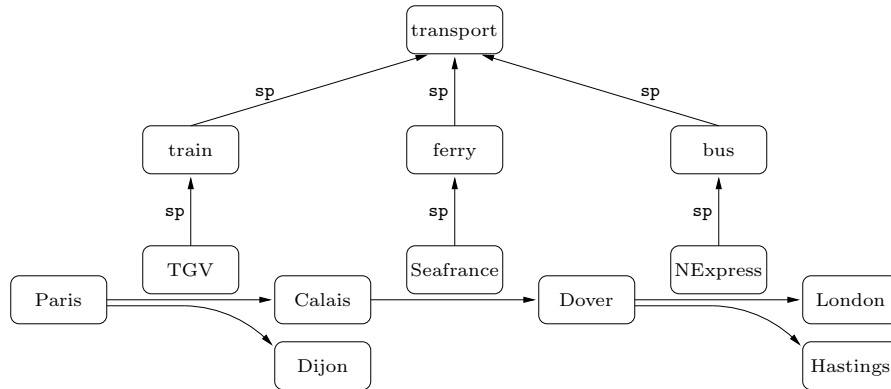 transport
sp
sp
sp
train
ferry
bus
sp
sp
sp
TGV
Seafrance
NExpress
Paris
Calais
Dover
London
Dijon
Hastings